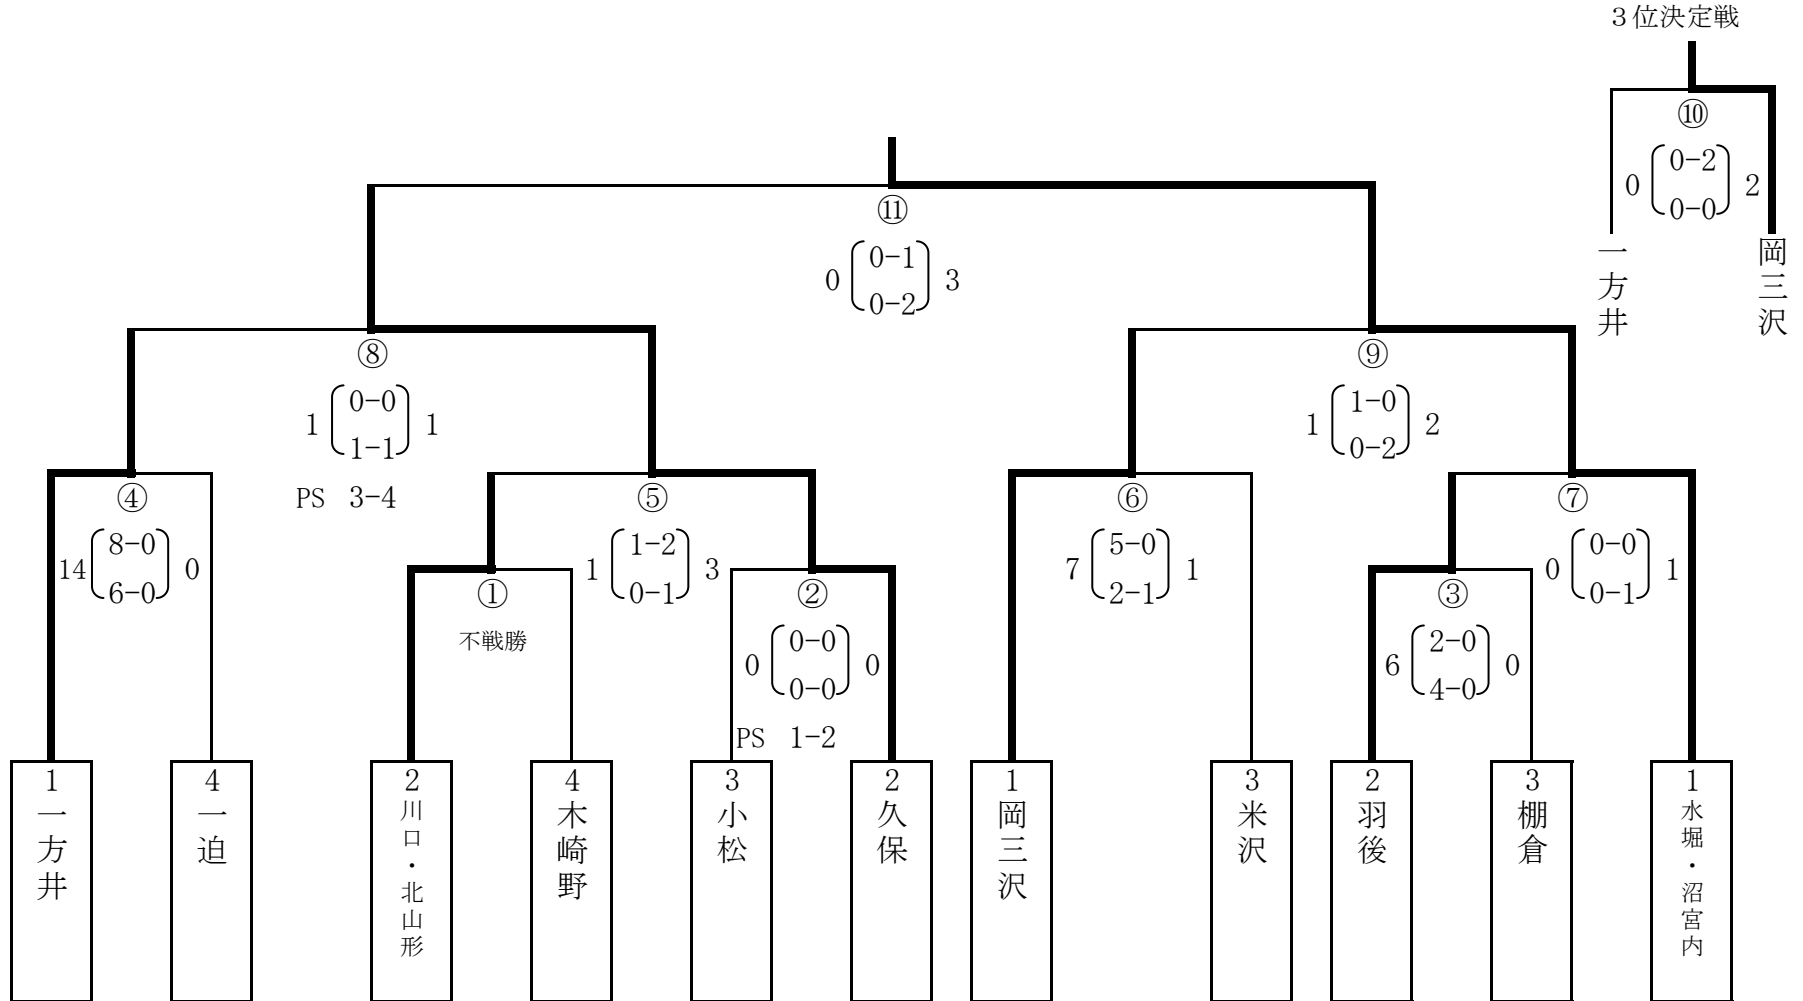 ３位決定戦
⑩
0 0-2 2
0-0
一方井
岡三沢
⑪
0 0-1 3
0-2
⑧
1 0-0 1
1-1
PS 3-4
⑨
1 1-0 2
0-2
④
14 8-0 0
6-0
⑤
1 1-2 3
0-1
⑥
7 5-0 1
2-1
⑦
0 0-0 1
0-1
①
不戦勝
②
0 0-0 0
0-0
PS 1-2
③
6 2-0 0
4-0
1
一方井
4
一迫
2
川口・北山形
4
木崎野
3
小松
2
久保
1
岡三沢
3
米沢
2
羽後
3
棚倉
1
水堀・沼宮内